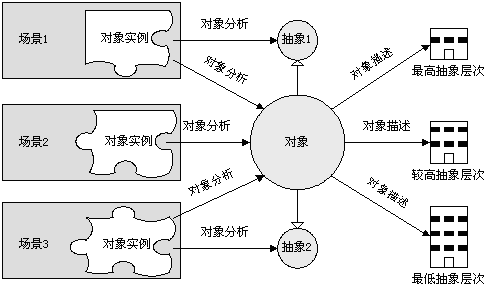 场景1
对象实例
对象分析
抽象1
对象分析
对象描述
最高抽象层次
场景2
对象实例
对象分析
对象
对象描述
较高抽象层次
对象分析
对象描述
场景3
对象实例
对象分析
抽象2
最低抽象层次